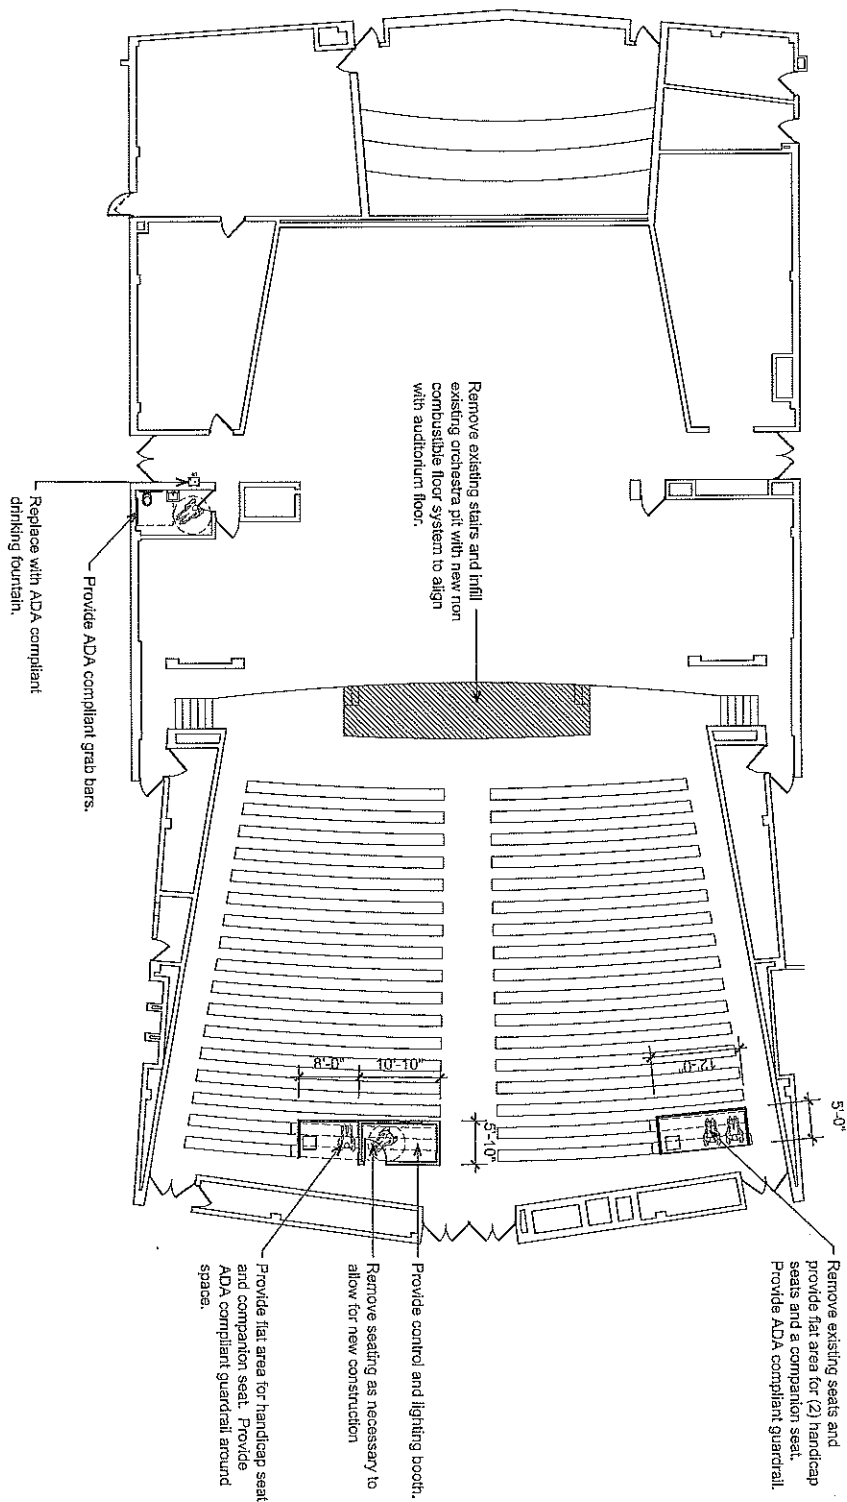 Remove existing stairs and infill
existing orchestra pit with new non
combustible floor system to align
with auditorium floor.
Replace with ADA compliant
drinking fountain.
Provide ADA compliant grab bars.
8'-0"
10'-10"
5'-10"
12'-0"
5'-0"
Remove existing seats and
provide flat area for (2) handicap
seats and a companion seat.
Provide ADA compliant guardrail.
Provide control and lighting booth.
Remove seating as necessary to
allow for new construction
Provide flat area for handicap seat
and companion seat. Provide
ADA compliant guardrail around
space.